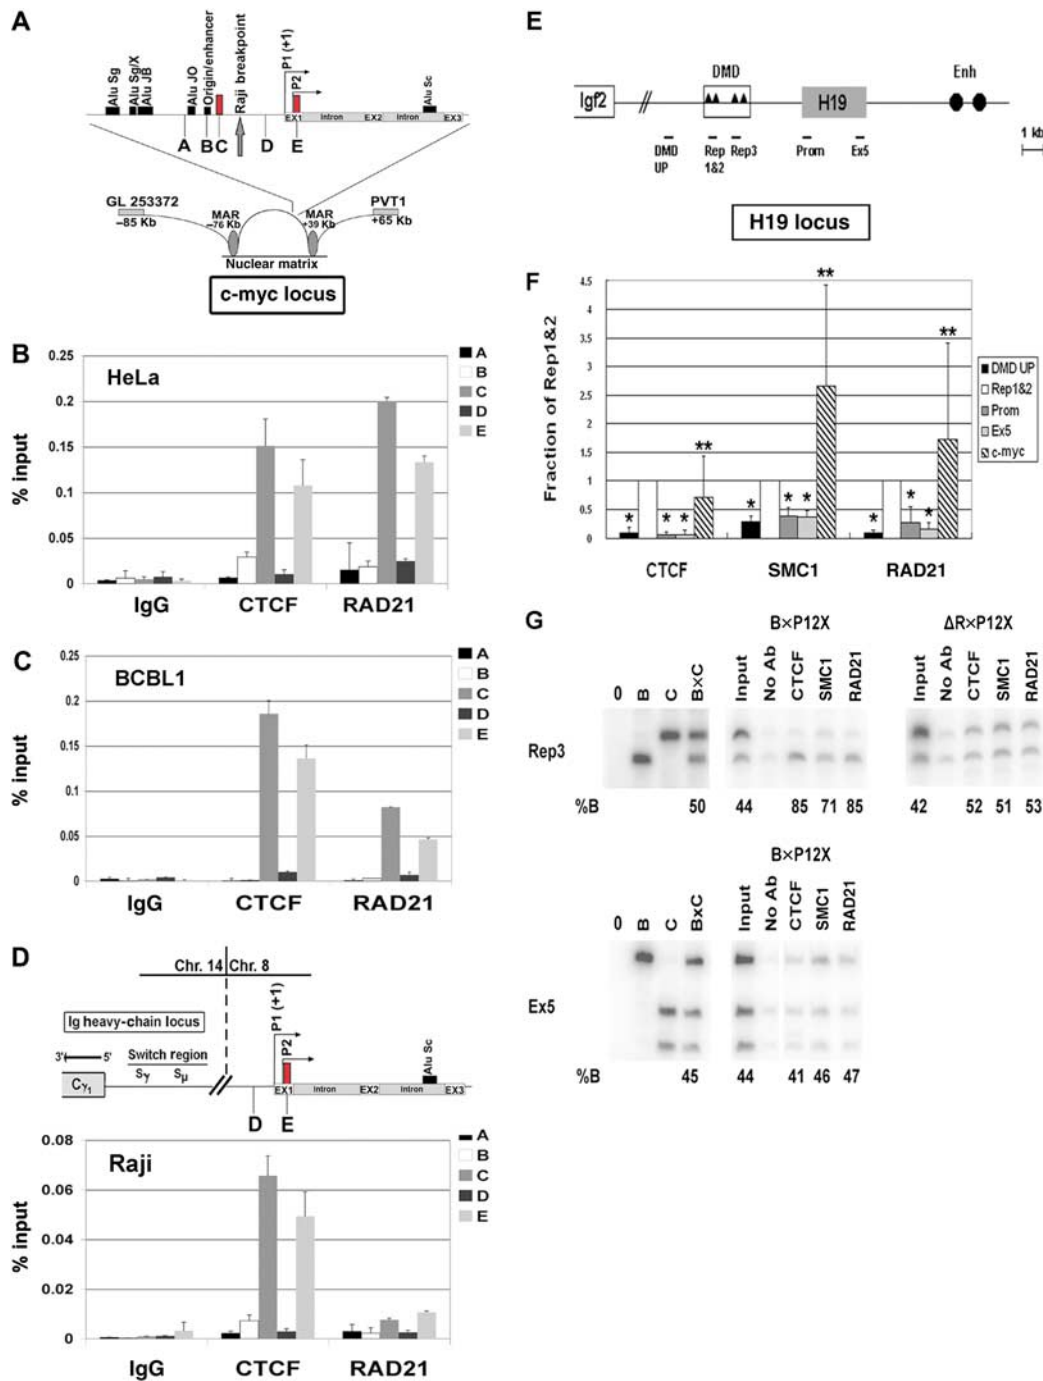 A
Alu Sg
Alu Sg/X
Alu JB
Alu JO
Origin/enhancer
Raji breakpoint
P1 (+1)
P2
Alu Sc
EX1
Intron
EX2
Intron
EX3
A
B
C
D
E
GL 253372
−85 Kb
MAR
−76 Kb
MAR
+39 Kb
PVT1
+65 Kb
Nuclear matrix
c-myc locus
B
HeLa
% input
0.25
0.2
0.15
0.1
0.05
0
IgG
CTCF
RAD21
A
B
C
D
E
C
BCBL1
% input
0.25
0.2
0.15
0.1
0.05
0
IgG
CTCF
RAD21
A
B
C
D
E
D
Chr. 14
Chr. 8
Ig heavy-chain locus
3'
5'
Cγ1
Switch region
Sγ
Sμ
P1 (+1)
P2
Alu Sc
EX1
Intron
EX2
Intron
EX3
D
E
Raji
% input
0.08
0.06
0.04
0.02
0
IgG
CTCF
RAD21
A
B
C
D
E
E
Igf2
DMD
H19
Enh
DMD UP
Rep 1&2
Rep3
Prom
Ex5
1 kb
H19 locus
F
Fraction of Rep1&2
4.5
4
3.5
3
2.5
2
1.5
1
0.5
0
*
*
*
**
*
*
*
**
*
*
*
**
CTCF
SMC1
RAD21
DMD UP
Rep1&2
Prom
Ex5
c-myc
G
B×P12X
ΔR×P12X
0
B
C
B×C
Input
No Ab
CTCF
SMC1
RAD21
Input
No Ab
CTCF
SMC1
RAD21
Rep3
%B
50
44
85
71
85
42
52
51
53
B×P12X
0
B
C
BxC
Input
No Ab
CTCF
SMC1
RAD21
Ex5
%B
45
44
41
46
47